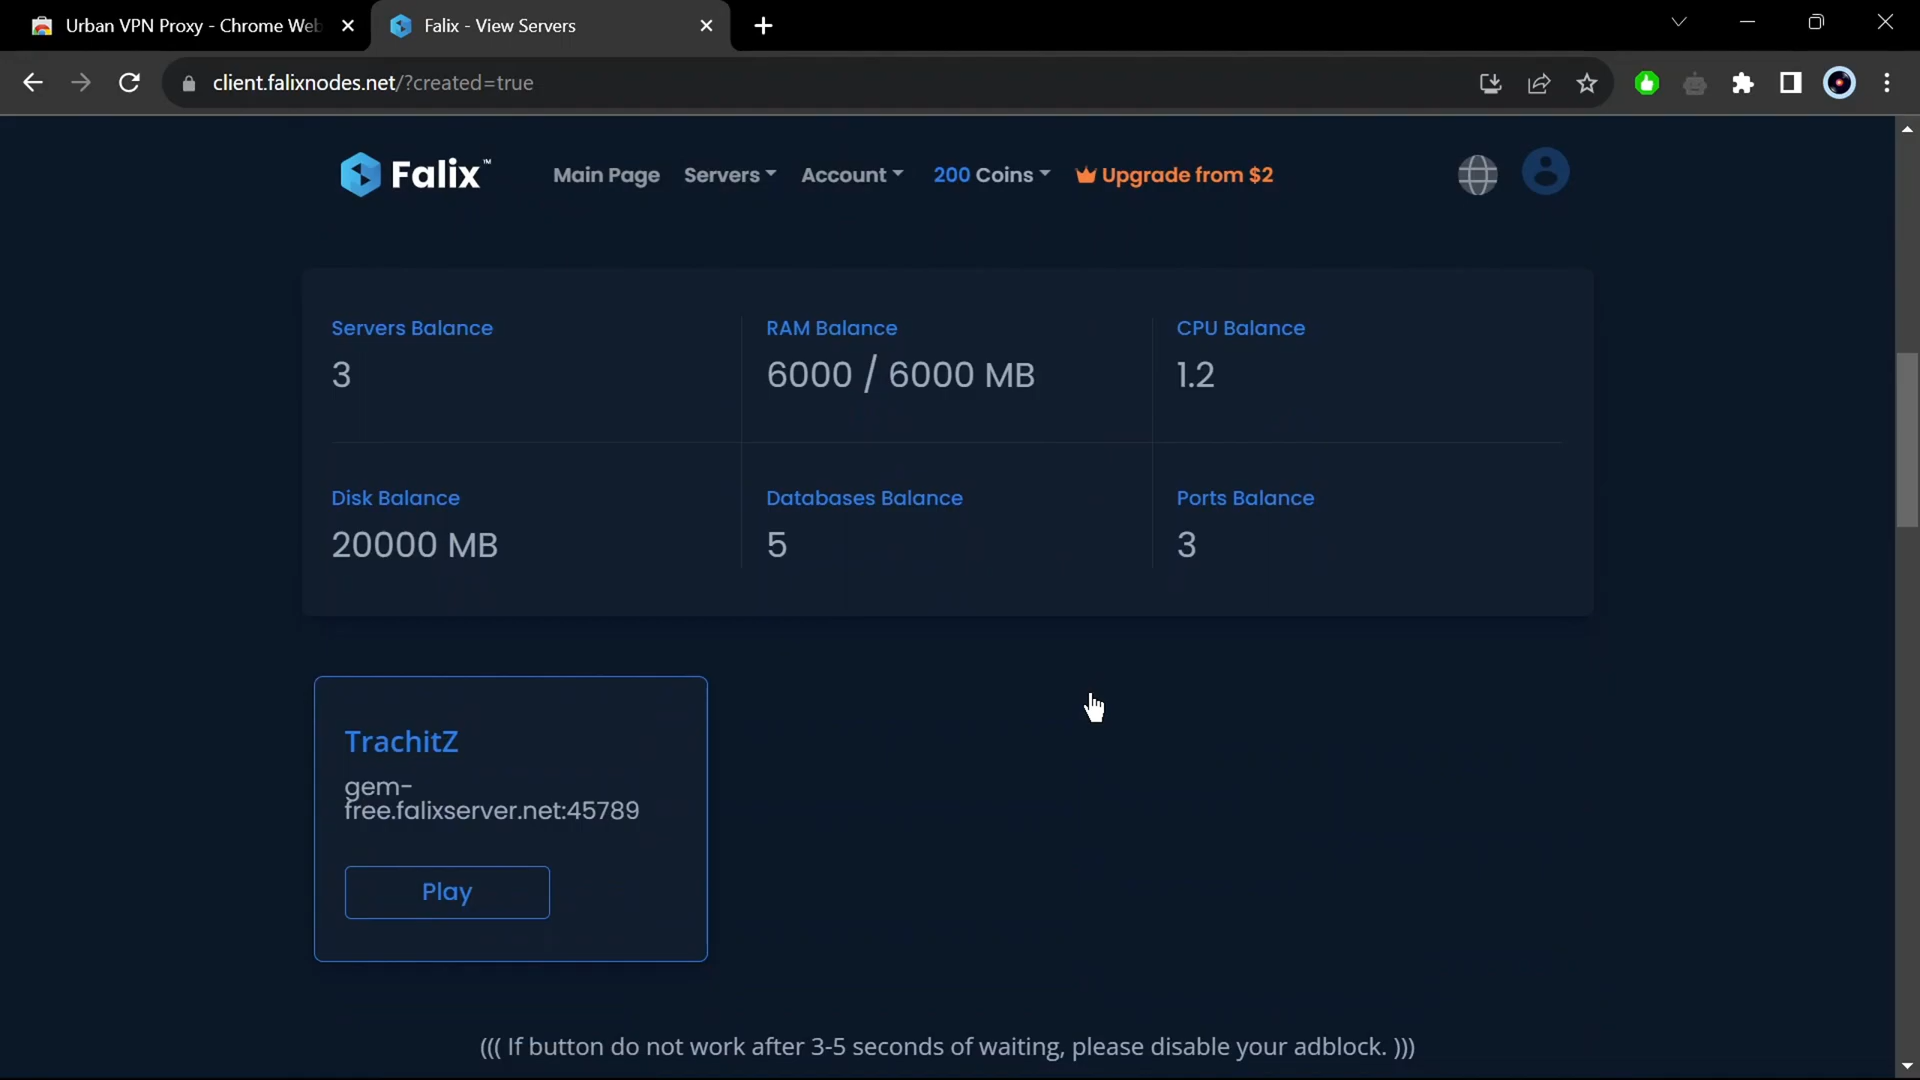 Urban VPN Proxy - Chrome Web
Falix - View Servers
client.falixnodes.net/?created=true
Falix™
Main Page
Servers
Account
200 Coins
Upgrade from $2
Servers Balance
RAM Balance
CPU Balance
3
6000 / 6000 MB
1.2
Disk Balance
Databases Balance
Ports Balance
20000 MB
5
3
TrachitZ
gem-
free.falixserver.net:45789
Play
((( If button do not work after 3-5 seconds of waiting, please disable your adblock. )))